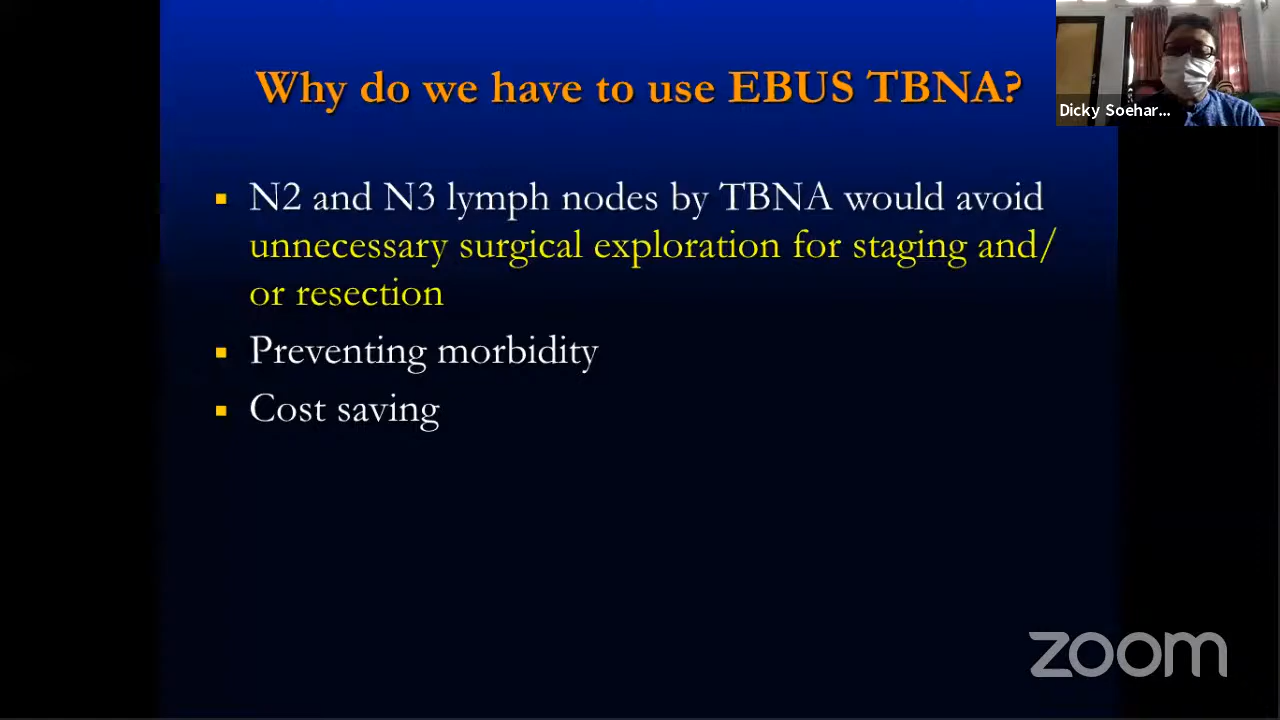 Why do we have to use EBUS TBNA?
Dicky Soehar...
N2 and N3 lymph nodes by TBNA would avoid
unnecessary surgical exploration for staging and/
or resection
Preventing morbidity
Cost saving
zoom